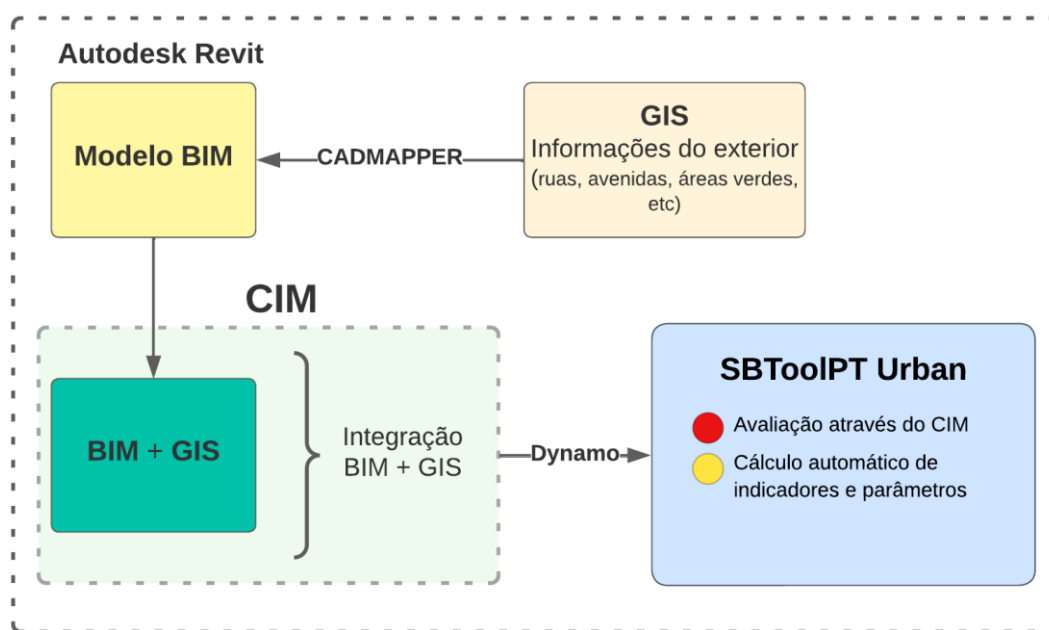 Autodesk Revit
Modelo BIM
CADMAPPER
GIS
Informações do exterior
(ruas, avenidas, áreas verdes,
etc)
CIM
BIM + GIS
Integração
BIM + GIS
Dynamo
SBToolPT Urban
Avaliação através do CIM
Cálculo automático de
indicadores e parâmetros